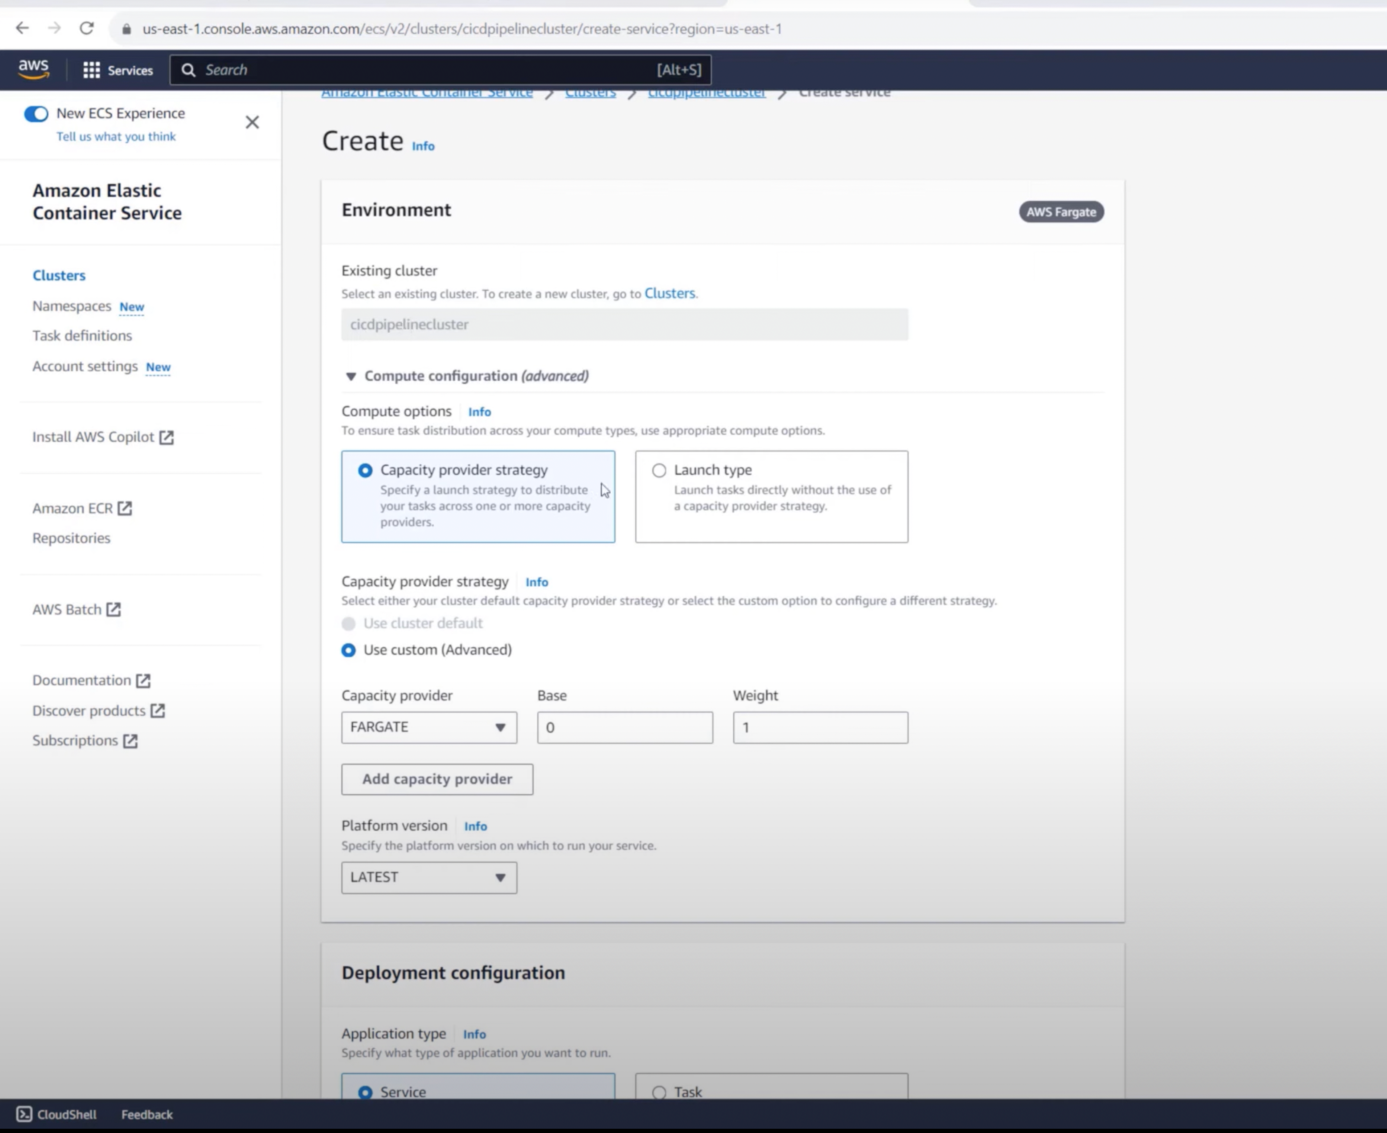 us-east-1.console.aws.amazon.com/ecs/v2/clusters/cicdpipelinecluster/create-service?region=us-east-1
aws
Services
Search
[Alt+S]
New ECS Experience
Tell us what you think
Amazon Elastic
Container Service
Clusters
Namespaces New
Task definitions
Account settings New
Install AWS Copilot
Amazon ECR
Repositories
AWS Batch
Documentation
Discover products
Subscriptions
Amazon Elastic Container Service > Clusters > cicdpipelinecluster > Create service
Create Info
Environment
AWS Fargate
Existing cluster
Select an existing cluster. To create a new cluster, go to Clusters.
cicdpipelinecluster
Compute configuration (advanced)
Compute options Info
To ensure task distribution across your compute types, use appropriate compute options.
Capacity provider strategy
Specify a launch strategy to distribute
your tasks across one or more capacity
providers.
Launch type
Launch tasks directly without the use of
a capacity provider strategy.
Capacity provider strategy Info
Select either your cluster default capacity provider strategy or select the custom option to configure a different strategy.
Use cluster default
Use custom (Advanced)
Capacity provider Base Weight
FARGATE 0 1
Add capacity provider
Platform version Info
Specify the platform version on which to run your service.
LATEST
Deployment configuration
Application type Info
Specify what type of application you want to run.
Service Task
CloudShell Feedback